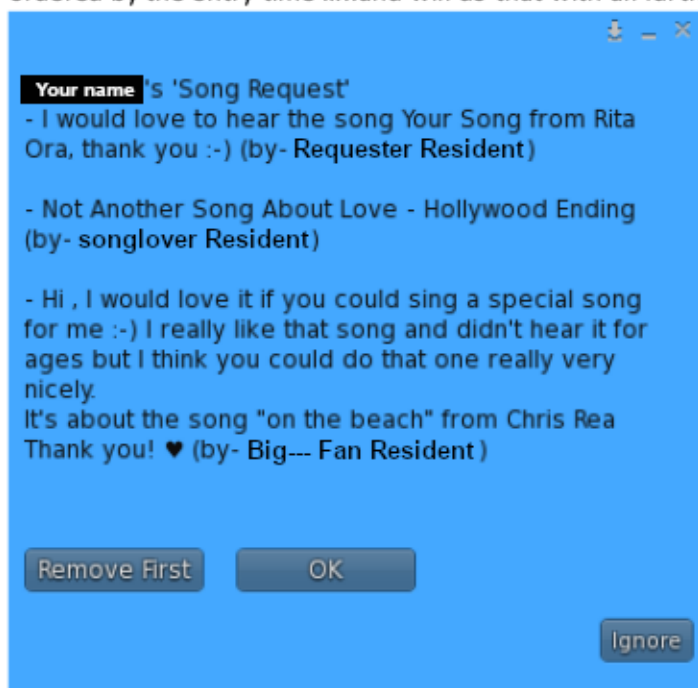 Your name's 'Song Request'
- I would love to hear the song Your Song from Rita
Ora, thank you :-) (by- Requester Resident)
- Not Another Song About Love - Hollywood Ending
(by- songlover Resident)
- Hi , I would love it if you could sing a special song
for me :-) I really like that song and didn't hear it for
ages but I think you could do that one really very
nicely.
It's about the song "on the beach" from Chris Rea
Thank you! ♥ (by- Big--- Fan Resident )
Remove First OK
Ignore